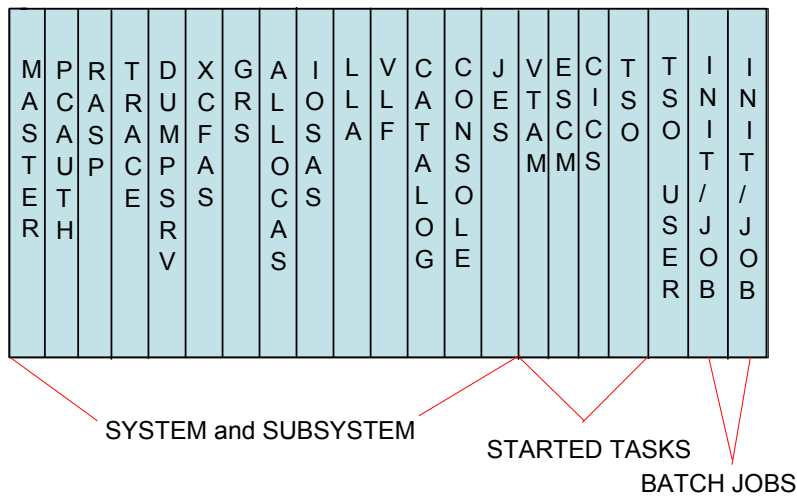 MASTER
PCAUTH
RASP
TRACE
DUMPSRV
XCFAS
GRS
ALLOCAS
IOSAS
LLA
VLF
CATALOG
CONSOLE
JES
VTAM
ESCM
CICS
TSO
TSO USER
INIT/JOB
INIT/JOB
SYSTEM and SUBSYSTEM
STARTED TASKS
BATCH JOBS